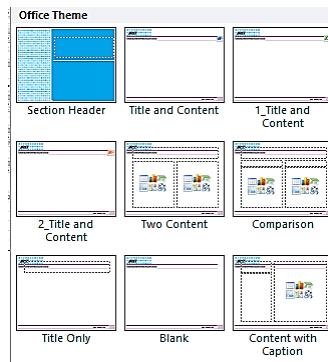 Office Theme
Section Header
Title and Content
1_Title and
Content
2_Title and
Content
Two Content
Comparison
Title Only
Blank
Content with
Caption